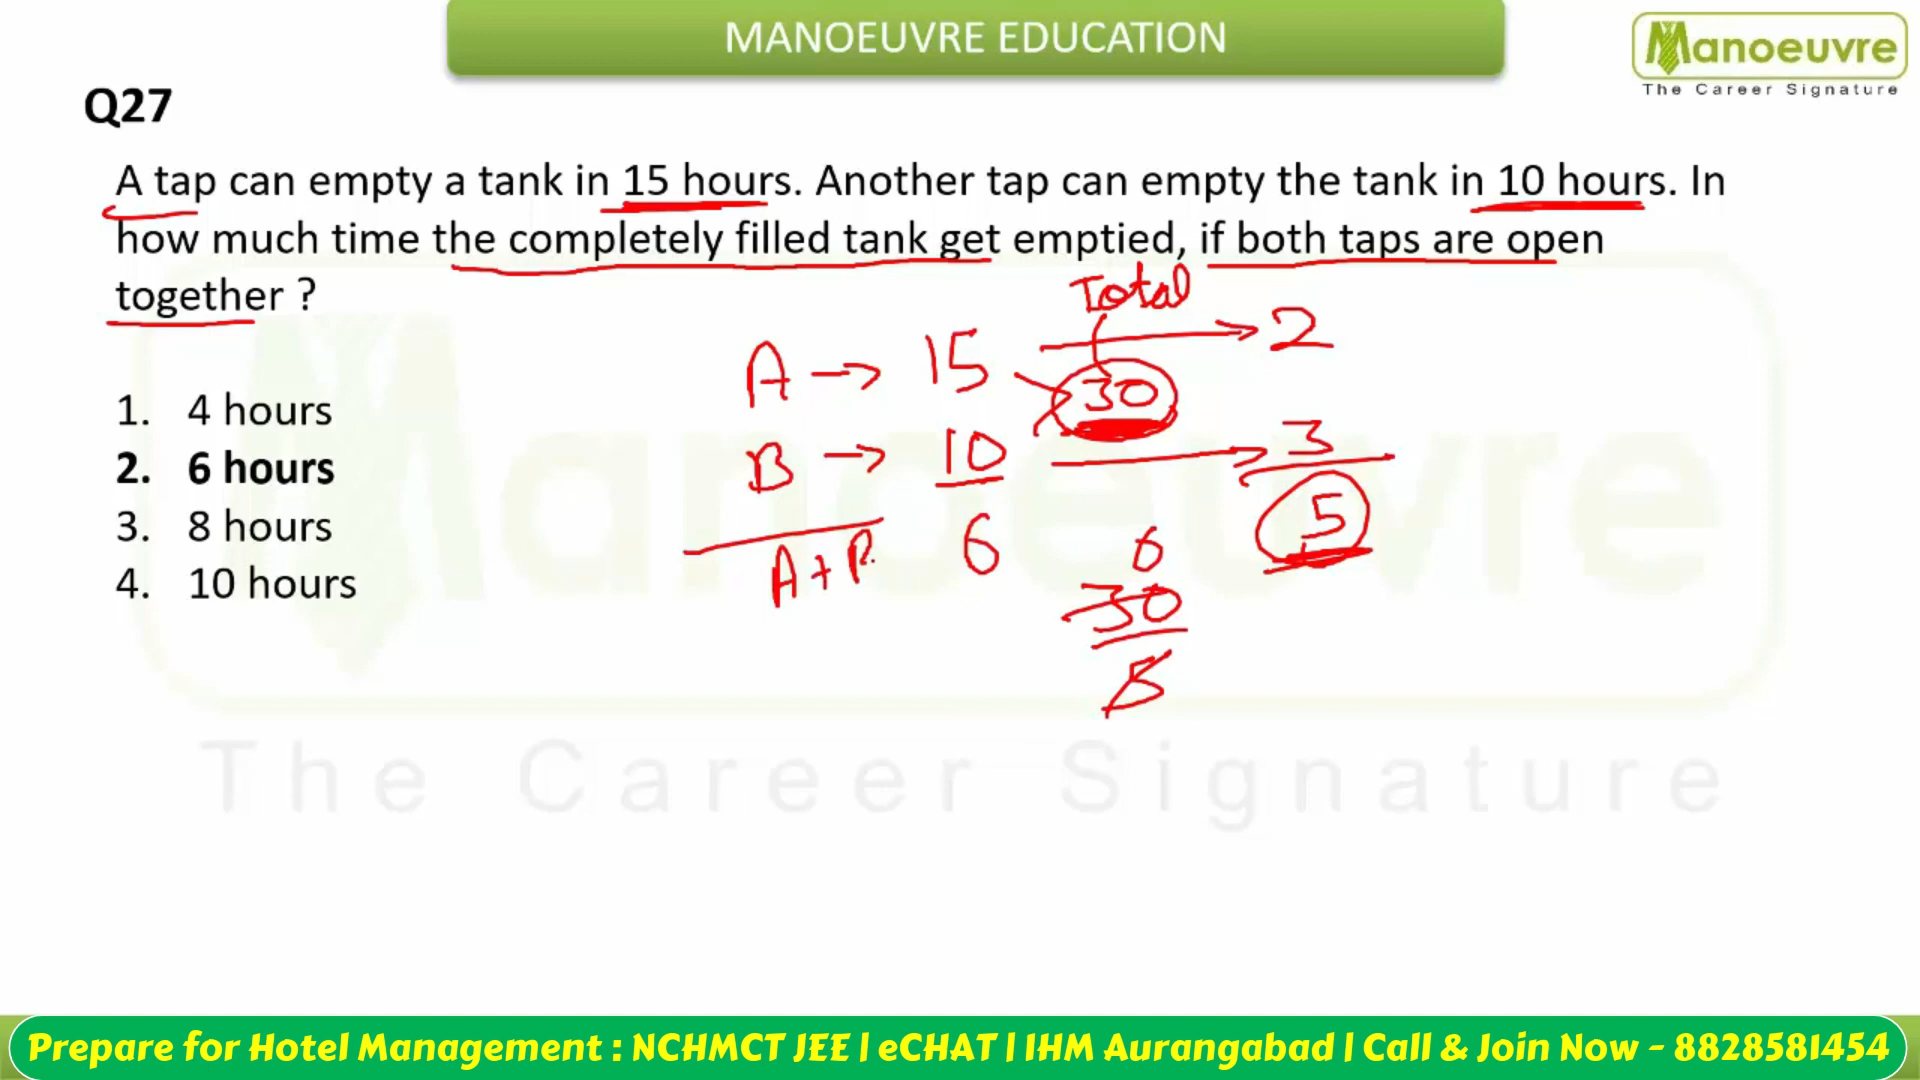 MANOEUVRE EDUCATION
Manoeuvre
The Career Signature
Q27
A tap can empty a tank in 15 hours. Another tap can empty the tank in 10 hours. In
how much time the completely filled tank get emptied, if both taps are open
together ?
Total
A → 15 → 2
30
B → 10 → 3
5
A + B 6
6
30
5
1. 4 hours
2. 6 hours
3. 8 hours
4. 10 hours
Manoeuvre
The Career Signature
Prepare for Hotel Management : NCHMCT JEE | eCHAT | IHM Aurangabad | Call & Join Now - 8828581454